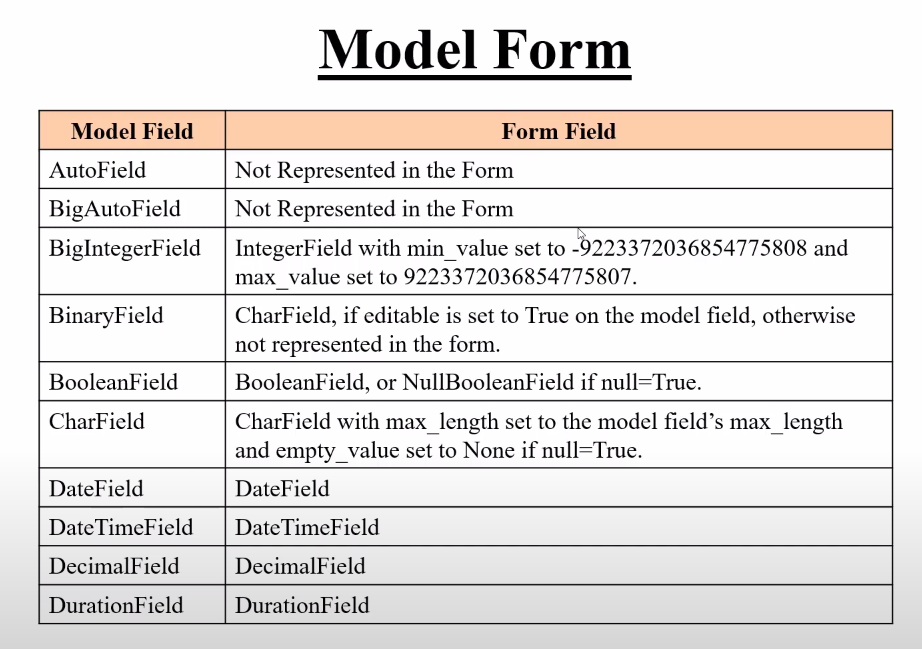 Model Form
Model Field Form Field
AutoField Not Represented in the Form
BigAutoField Not Represented in the Form
BigIntegerField IntegerField with min_value set to -9223372036854775808 and
max_value set to 9223372036854775807.
BinaryField CharField, if editable is set to True on the model field, otherwise
not represented in the form.
BooleanField BooleanField, or NullBooleanField if null=True.
CharField CharField with max_length set to the model field’s max_length
and empty_value set to None if null=True.
DateField DateField
DateTimeField DateTimeField
DecimalField DecimalField
DurationField DurationField